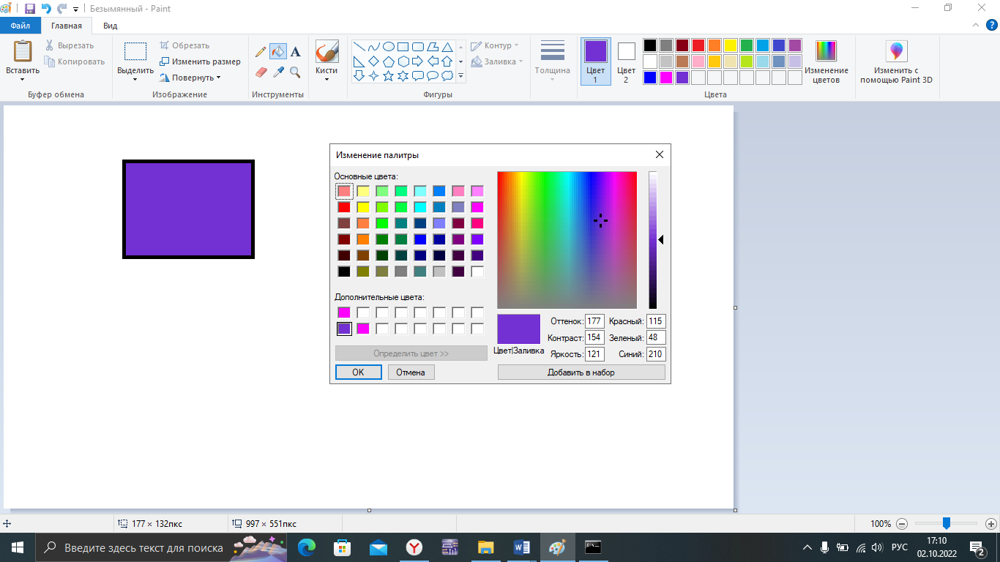 Безымянный - Paint
Файл Главная Вид
Вставить
Вырезать
Копировать
Буфер обмена
Выделить
Обрезать
Изменить размер
Повернуть
Изображение
A
Инструменты
Кисти
Контур
Заливка
Фигуры
Толщина
Цвет 1
Цвет 2
Изменение цветов
Цвета
Изменить с помощью Paint 3D
Изменение палитры
Основные цвета:
Дополнительные цвета:
Определить цвет >>
OK Отмена
Цвет|Заливка
Оттенок: 177 Красный: 115
Контраст: 154 Зеленый: 48
Яркость: 121 Синий: 210
Добавить в набор
177 × 132пкс 997 × 551пкс 100%
Введите здесь текст для поиска
РУС
17:10
02.10.2022
2